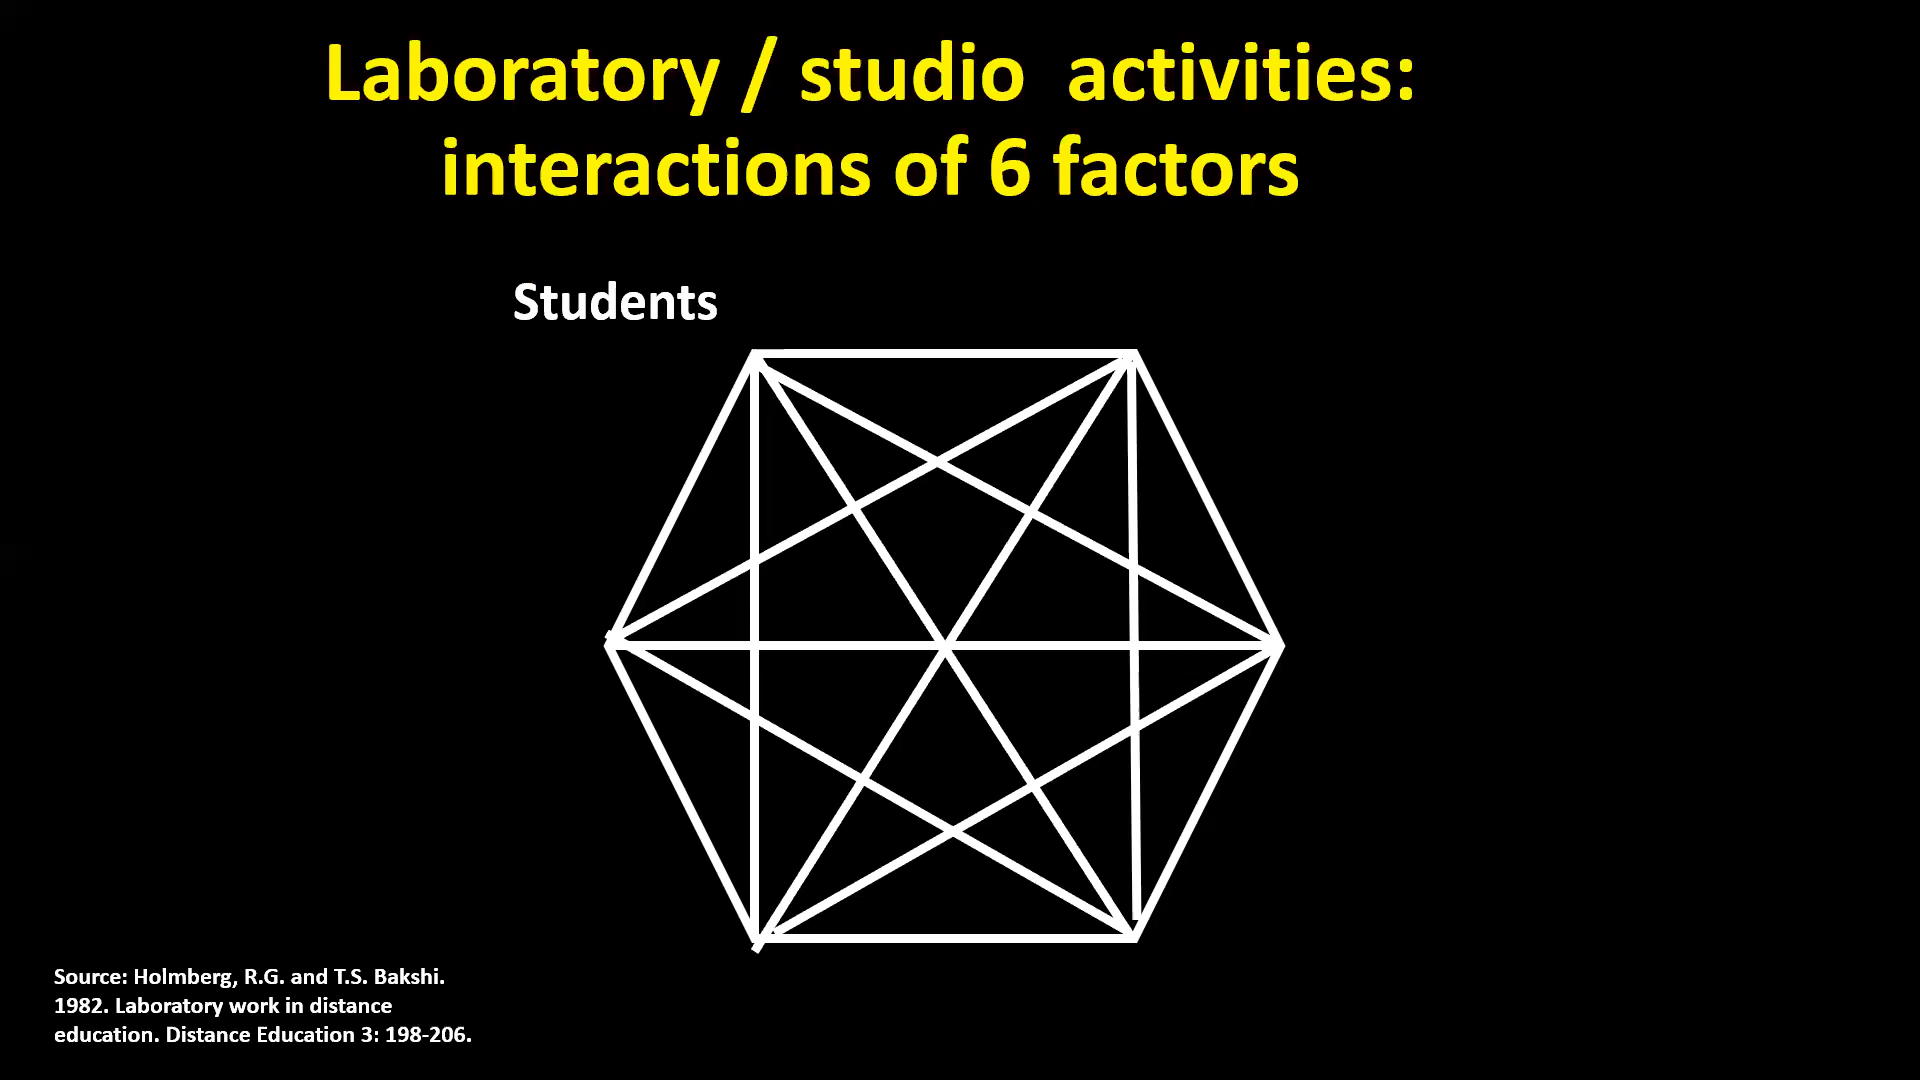 Laboratory / studio  activities:
interactions of 6 factors
Students
Source: Holmberg, R.G. and T.S. Bakshi.
1982. Laboratory work in distance
education. Distance Education 3: 198-206.